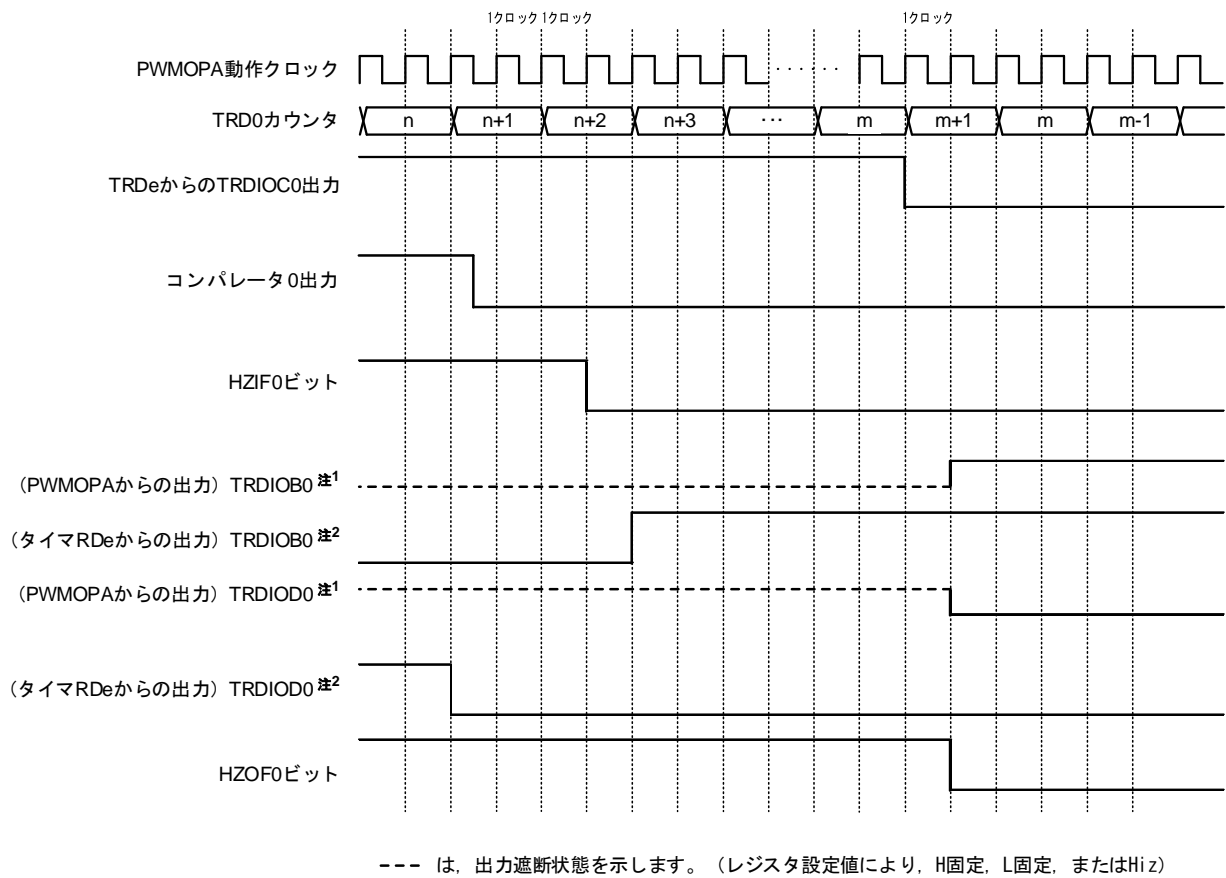 1クロック 1クロック 1クロック
PWMOPA動作クロック ・・・・・・
TRD0カウンタ n n+1 n+2 n+3 ・・・ m m+1 m m-1
TRDeからのTRDIOC0出力
コンパレータ0出力
HZIF0ビット
(PWMOPAからの出力)TRDIOB0 注1
(タイマRDeからの出力)TRDIOB0 注2
(PWMOPAからの出力)TRDIOD0 注1
(タイマRDeからの出力)TRDIOD0 注2
HZOF0ビット
--- は,出力遮断状態を示します。(レジスタ設定値により,H固定,L固定,またはHiz)